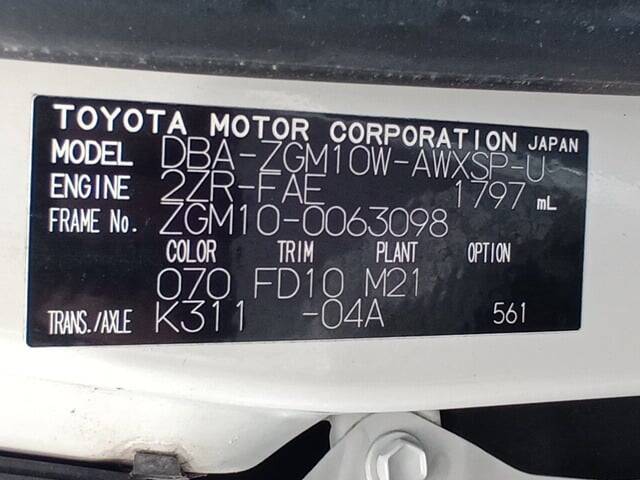 TOYOTA MOTOR CORPORATION JAPAN
MODEL DBA-ZGM10W-AWXSP-U
ENGINE 2ZR-FAE 1797 mL
FRAME No. ZGM10-0063098
COLOR TRIM PLANT OPTION
070 FD10 M21
TRANS./AXLE K311 -04A 561